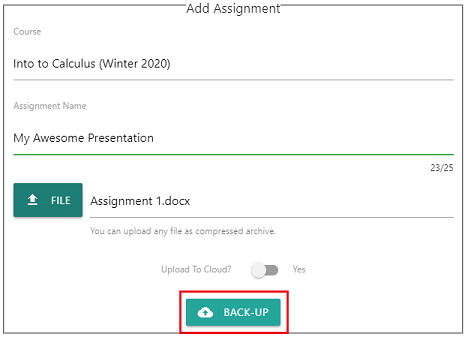 Add Assignment
Course
Into to Calculus (Winter 2020)
Assignment Name
My Awesome Presentation
23/25
FILE
Assignment 1.docx
You can upload any file as compressed archive.
Upload To Cloud? Yes
BACK-UP